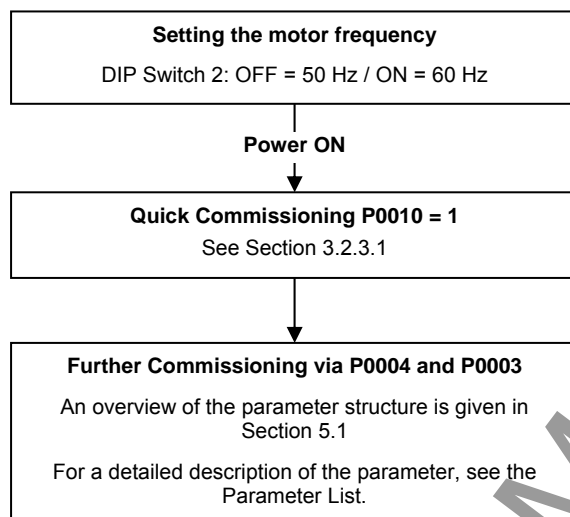 Setting the motor frequency
DIP Switch 2: OFF = 50 Hz / ON = 60 Hz
Power ON
Quick Commissioning P0010 = 1
See Section 3.2.3.1
Further Commissioning via P0004 and P0003
An overview of the parameter structure is given in
Section 5.1
For a detailed description of the parameter, see the
Parameter List.